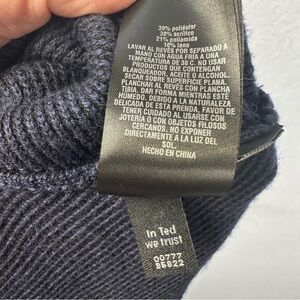 39% poliéster
30% acrílico
21% poliamida
10% lana
LAVAR AL REVÉS POR SEPARADO A
MANO CON AGUA FRÍA A UNA
TEMPERATURA DE 30 C. NO USAR
PRODUCTOS QUE CONTENGAN
BLANQUEADOR, ACEITE O ALCOHOL.
SECAR SOBRE SUPERFICIE PLANA.
PLANCHAR AL REVÉS CON PLANCHA
TIBIA. DAR FORMA MIENTRAS ESTÉ
HÚMEDO. DEBIDO A LA NATURALEZA
DELICADA DE ESTA PRENDA, FAVOR DE
TENER CUIDADO AL USARSE CON
JOYERÍA O CON OBJETOS FILOSOS
CERCANOS. NO EXPONER
DIRECTAMENTE A LA LUZ DEL
SOL.
HECHO EN CHINA
In Ted
we trust
00777